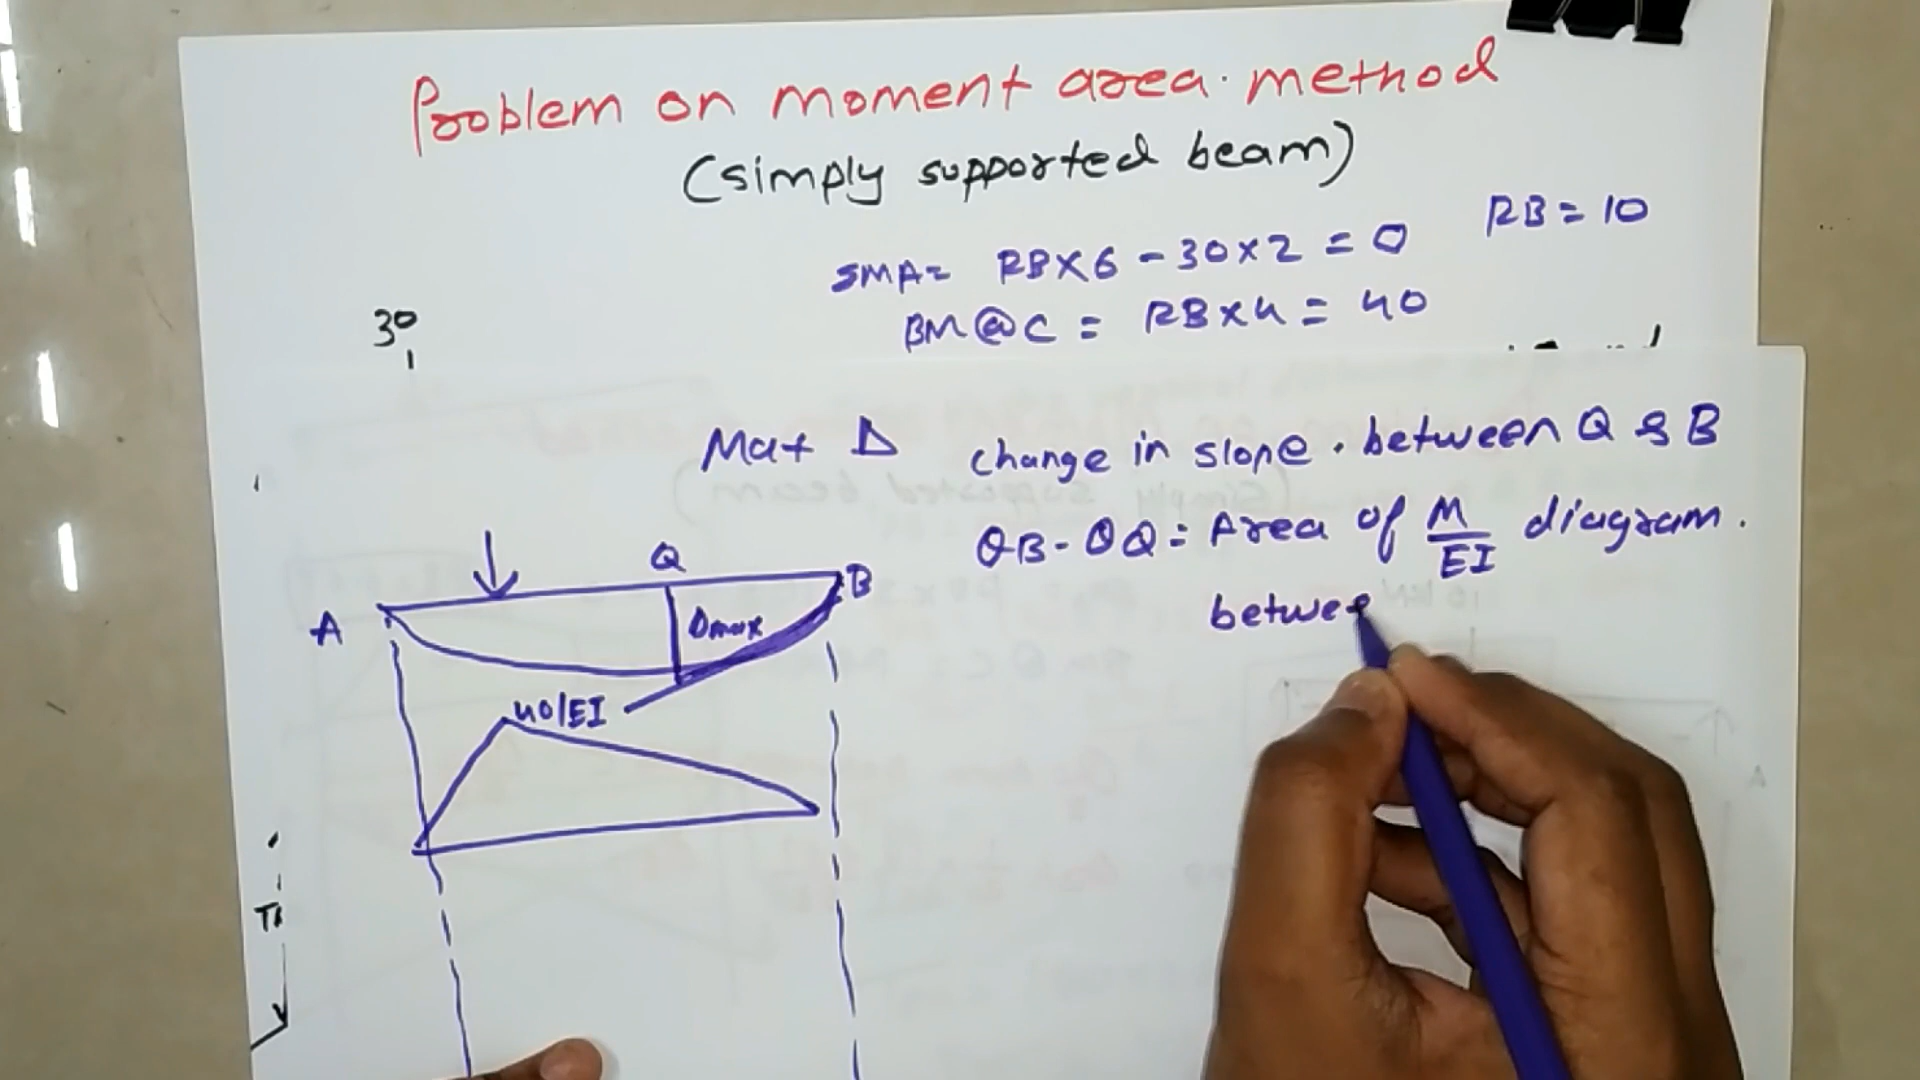 Problem on moment area method
(simply supported beam)
RB = 10
ΣMA = RB×6 - 30×2 = 0
BM@C = RB×4 = 40
30
Max Δ change in slope. between Q & B
θB - θQ = Area of M/EI diagram.
betwee
Q
B
A
Δmax
40/EI